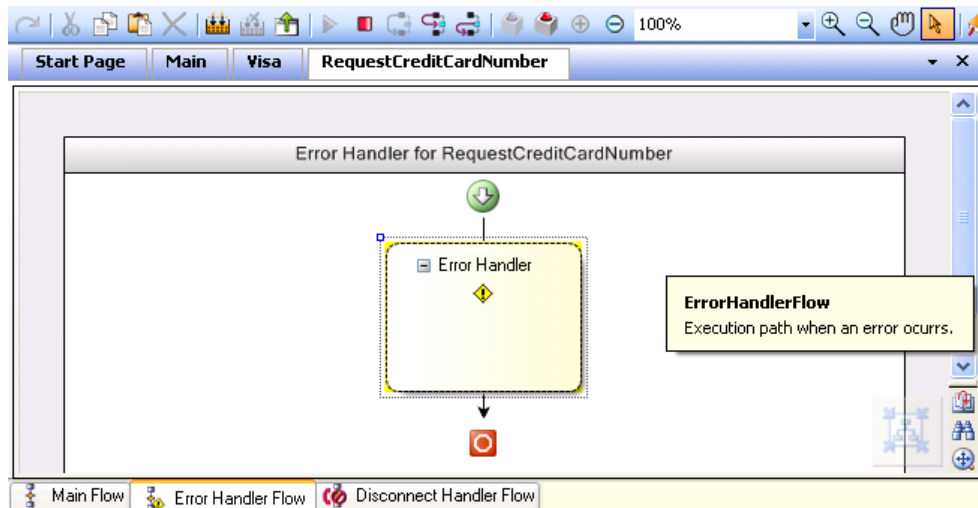 100%
Start Page Main Visa RequestCreditCardNumber
Error Handler for RequestCreditCardNumber
Error Handler
ErrorHandlerFlow
Execution path when an error ocurrs.
Main Flow Error Handler Flow Disconnect Handler Flow